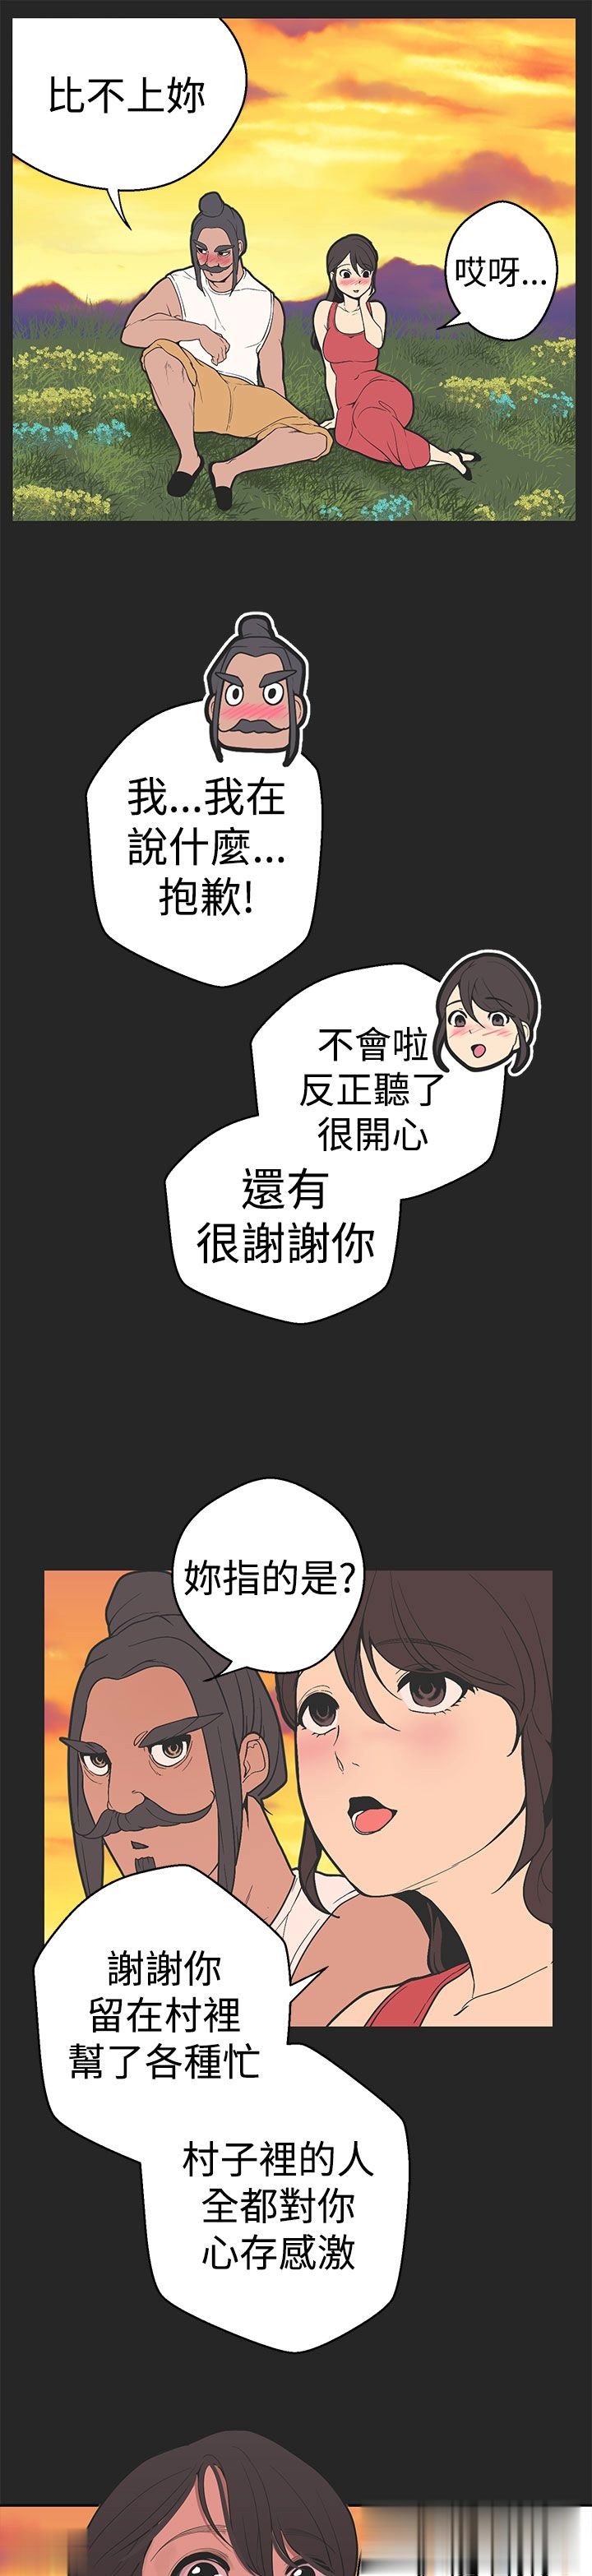 比不上妳
哎呀...
我...我在
說什麼...
抱歉!
不會啦
反正聽了
很開心
還有
很謝謝你
妳指的是?
謝謝你
留在村裡
幫了各種忙
村子裡的人
全都對你
心存感激